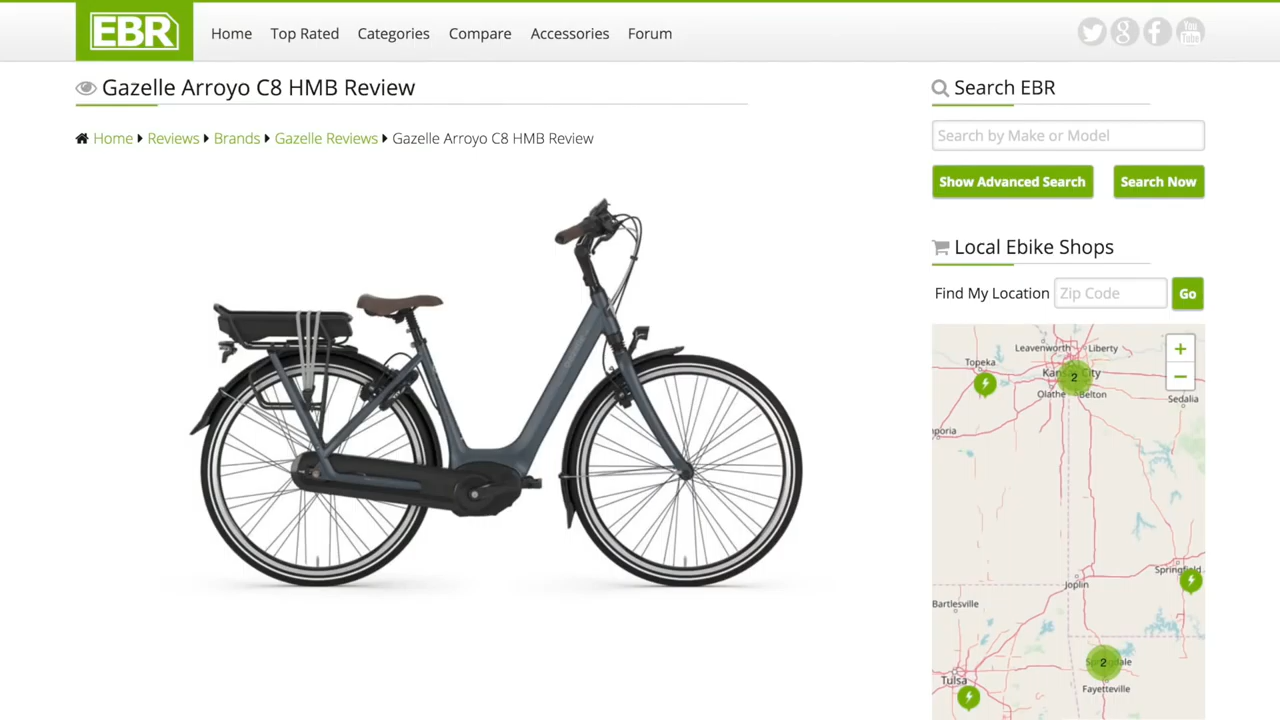 EBR
Home Top Rated Categories Compare Accessories Forum
You Tube
Gazelle Arroyo C8 HMB Review
Home Reviews Brands Gazelle Reviews Gazelle Arroyo C8 HMB Review
Search EBR
Search by Make or Model
Show Advanced Search Search Now
Local Ebike Shops
Find My Location Zip Code Go
Leavenworth Liberty
Topeka
2
Olathe Belton
Sedalia
poria
Joplin
Springfield
Bartlesville
2
Tulsa
Fayetteville